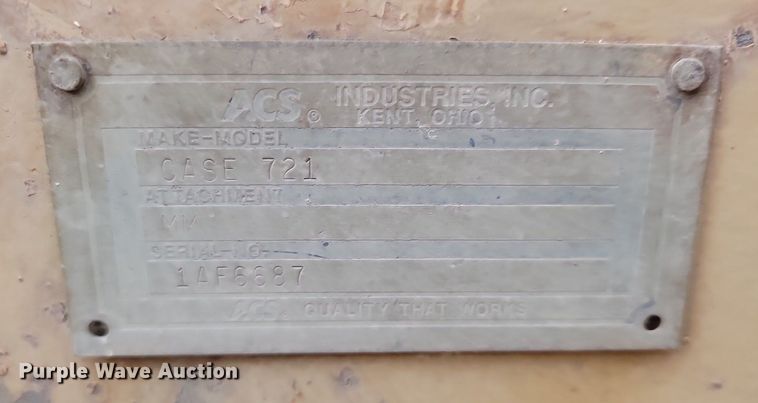 ACS® INDUSTRIES, INC.
KENT, OHIO
MAKE-MODEL
CASE 721
ATTACHMENT
MM
SERIAL-NO.
1AF6687
ACS® QUALITY THAT WORKS
Purple Wave Auction